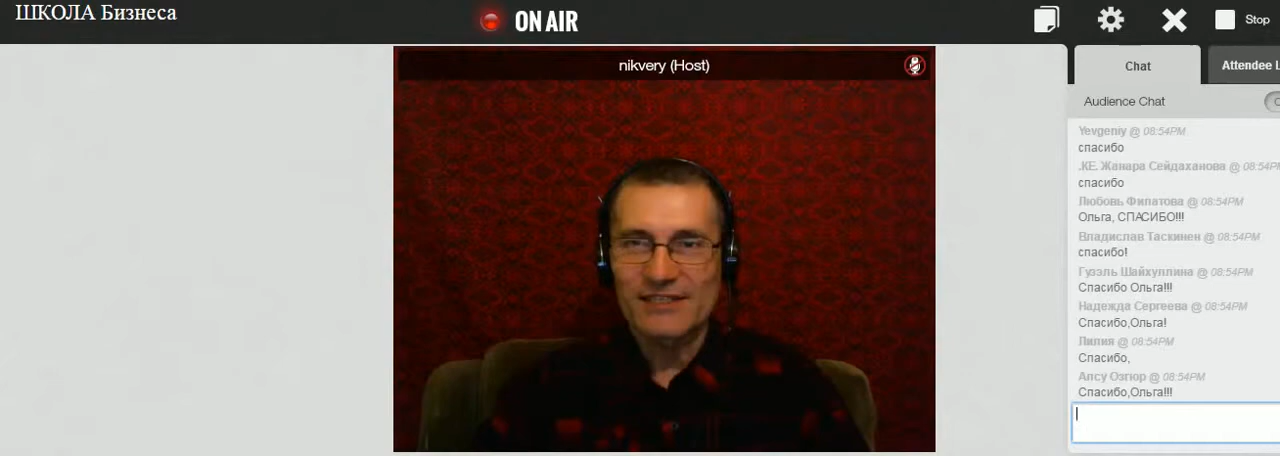 ШКОЛА Бизнеса
ON AIR
Stop
nikvery (Host)
Chat
Attendee L
Audience Chat
Yevgeniy @ 08:54PM
спасибо
.КЕ. Жанара Сейдаханова @ 08:54PM
спасибо
Любовь Филатова @ 08:54PM
Ольга, СПАСИБО!!!
Владислав Таскинен @ 08:54PM
спасибо!
Гузэль Шайхуллина @ 08:54PM
Спасибо Ольга!!!
Надежда Сергеева @ 08:54PM
Спасибо,Ольга!
Лилия @ 08:54PM
Спасибо,
Алсу Озгюр @ 08:54PM
Спасибо,Ольга!!!